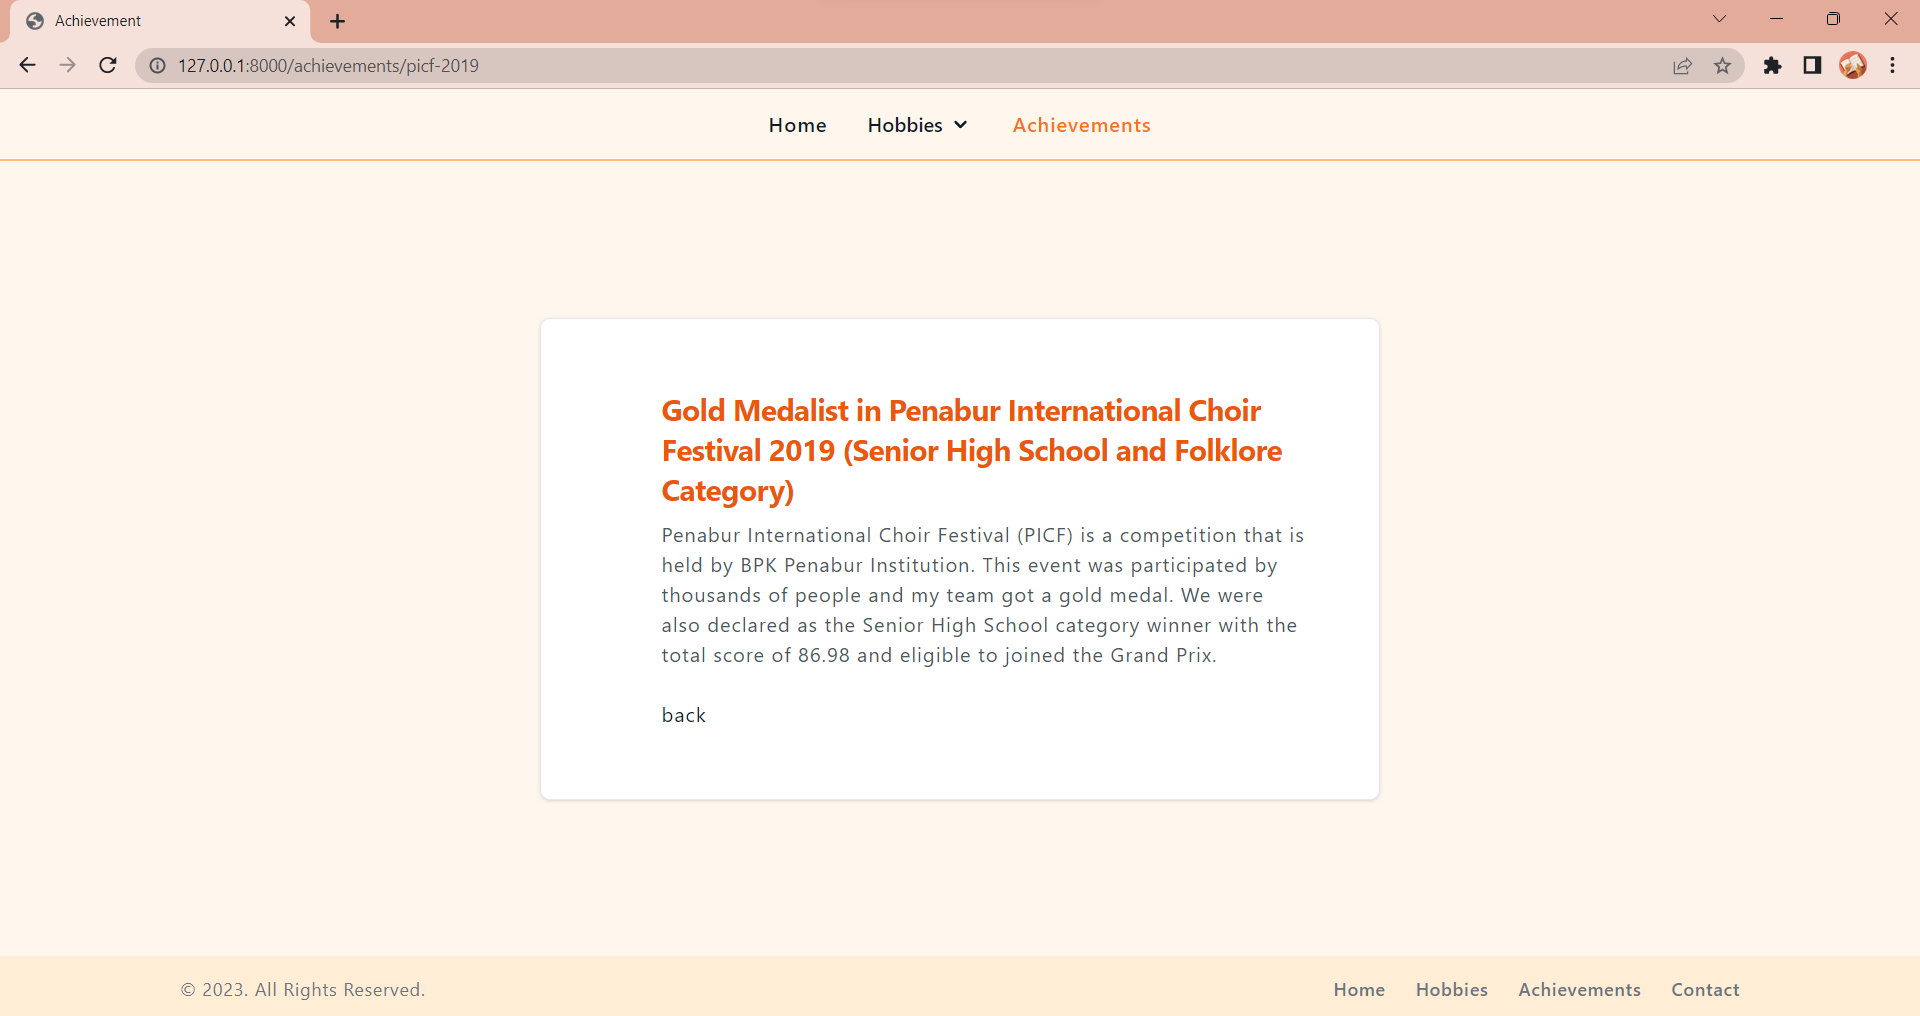 Achievement
127.0.0.1:8000/achievements/picf-2019
Home Hobbies Achievements
Gold Medalist in Penabur International Choir
Festival 2019 (Senior High School and Folklore
Category)
Penabur International Choir Festival (PICF) is a competition that is
held by BPK Penabur Institution. This event was participated by
thousands of people and my team got a gold medal. We were
also declared as the Senior High School category winner with the
total score of 86.98 and eligible to joined the Grand Prix.
back
© 2023. All Rights Reserved. Home Hobbies Achievements Contact